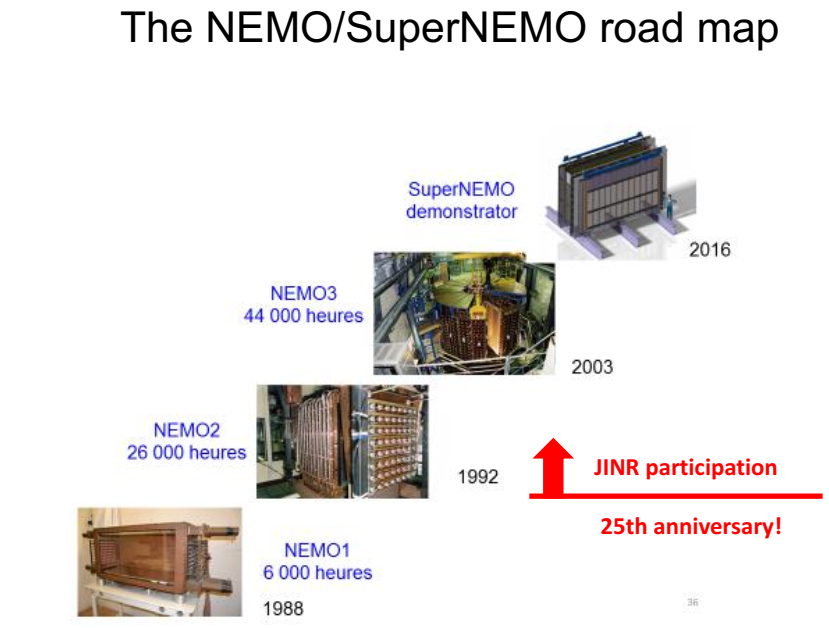 The NEMO/SuperNEMO road map
SuperNEMO
demonstrator
2016
NEMO3
44 000 heures
2003
NEMO2
26 000 heures
1992
JINR participation
25th anniversary!
NEMO1
6 000 heures
1988
36